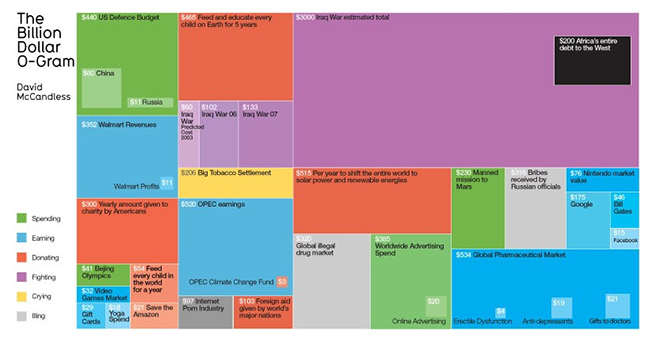 The
Billion
Dollar
O-Gram
David
McCandless
Spending
Earning
Donating
Fighting
Crying
Illing
$440 US Defence Budget
$60 China
$11 Russia
$465 Feed and educate every
child on Earth for 5 years
$3000 Iraq War estimated total
$200 Africa's entire
debt to the West
$60
Iraq
War
Predicted
Cost
2003
$102
Iraq War 06
$133
Iraq War 07
$352 Walmart Revenues
Walmart Profits $11
$206 Big Tobacco Settlement
$300 Yearly amount given to
charity by Americans
$520 OPEC earnings
OPEC Climate Change Fund $3
$515 Per year to shift the entire world to
solar power and renewable energies
$230 Manned
mission to
Mars
Bribes
received by
Russian officials
$76 Nintendo market
value
$175
Google
$46
Bill
Gates
$15
Facebook
Global illegal
drug market
Worldwide Advertising
Spend
$20
Online Advertising
$534 Global Pharmaceutical Market
$4
Erectile Dysfunction
$19
Anti-depressants
$21
Gifts to doctors
$41 Beijing
Olympics
Feed
every child in
the world
for a year
$32 Video
Games Market
$29
Gift
Cards
Yoga
Spend
$21 Save the
Amazon
$97 Internet
Porn Industry
$103 Foreign aid
given by world's
major nations